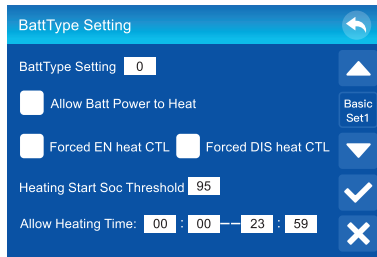 BattType Setting
BattType Setting 0
Allow Batt Power to Heat
Basic
Set1
Forced EN heat CTL Forced DIS heat CTL
Heating Start Soc Threshold 95
Allow Heating Time: 00 : 00 -- 23 : 59